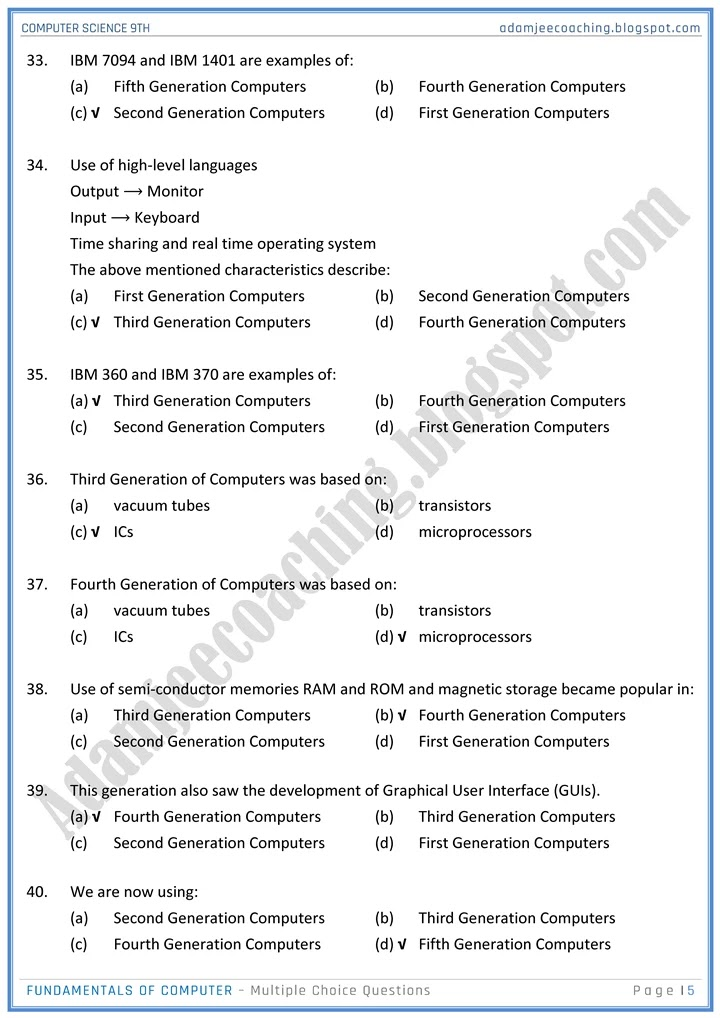 COMPUTER SCIENCE 9TH adamjeecoaching.blogspot.com
33. IBM 7094 and IBM 1401 are examples of:
(a) Fifth Generation Computers (b) Fourth Generation Computers
(c) √ Second Generation Computers (d) First Generation Computers
34. Use of high-level languages
Output ⟶ Monitor
Input ⟶ Keyboard
Time sharing and real time operating system
The above mentioned characteristics describe:
(a) First Generation Computers (b) Second Generation Computers
(c) √ Third Generation Computers (d) Fourth Generation Computers
35. IBM 360 and IBM 370 are examples of:
(a) √ Third Generation Computers (b) Fourth Generation Computers
(c) Second Generation Computers (d) First Generation Computers
36. Third Generation of Computers was based on:
(a) vacuum tubes (b) transistors
(c) √ ICs (d) microprocessors
37. Fourth Generation of Computers was based on:
(a) vacuum tubes (b) transistors
(c) ICs (d) √ microprocessors
38. Use of semi-conductor memories RAM and ROM and magnetic storage became popular in:
(a) Third Generation Computers (b) √ Fourth Generation Computers
(c) Second Generation Computers (d) First Generation Computers
39. This generation also saw the development of Graphical User Interface (GUIs).
(a) √ Fourth Generation Computers (b) Third Generation Computers
(c) Second Generation Computers (d) First Generation Computers
40. We are now using:
(a) Second Generation Computers (b) Third Generation Computers
(c) Fourth Generation Computers (d) √ Fifth Generation Computers
FUNDAMENTALS OF COMPUTER – Multiple Choice Questions Page | 5
Adamjeecoaching.blogspot.com